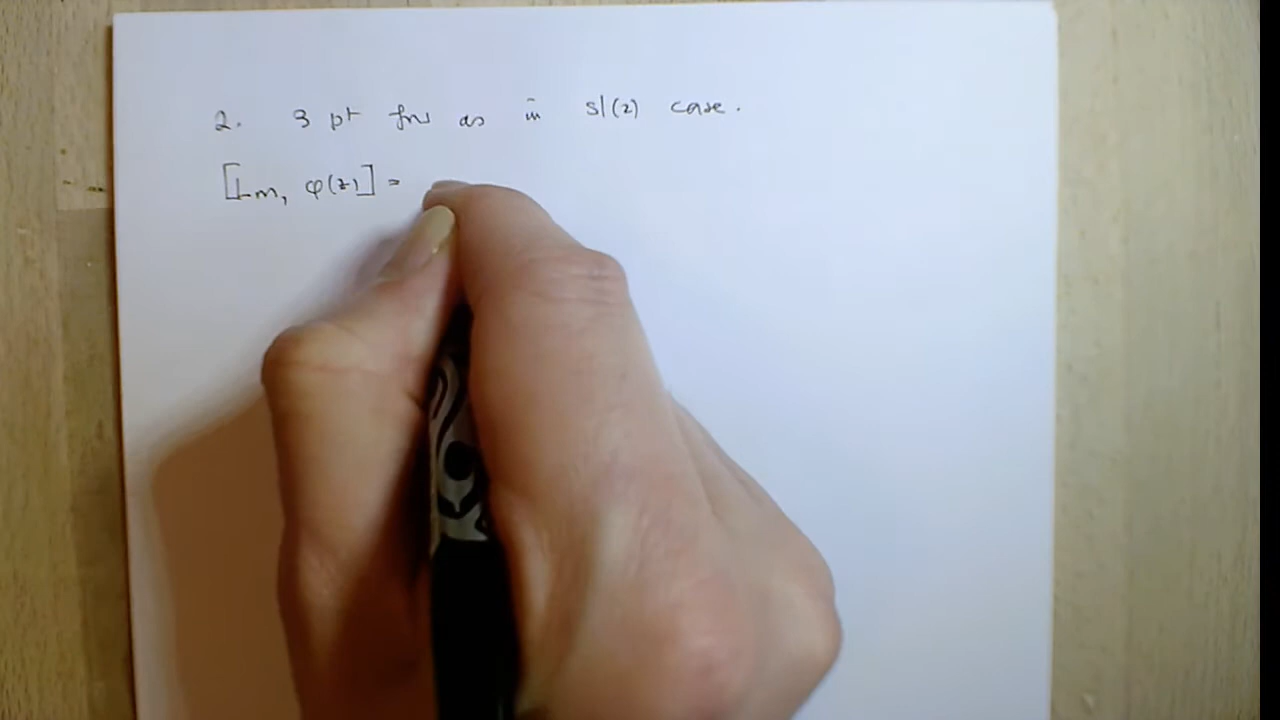 2. 3 pt fns as in sl(2) case.
[Lm, φ(z)] =